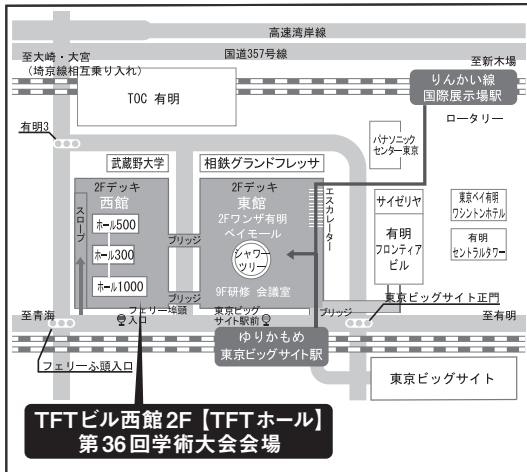 高速湾岸線
国道357号線
至大崎・大宮
(埼京線相互乗り入れ)
至新木場
TOC 有明
りんかい線
国際展示場駅
ロータリー
有明3
パナソニック
センター東京
武蔵野大学
相鉄グランドフレッサ
2Fデッキ
西館
スロープ
ホール500
ホール300
ホール1000
ブリッジ
ブリッジ
2Fデッキ
東館
2Fワンザ有明
ベイモール
シャワー
ツリー
9F研修 会議室
エスカレーター
サイゼリヤ
有明
フロンティア
ビル
東京ベイ有明
ワシントンホテル
有明
セントラルタワー
ブリッジ
東京ビッグサイト正門
至青海
フェリー埠頭
入口
東京ビッグ
サイト駅前
至有明
フェリーふ頭入口
ゆりかもめ
東京ビッグサイト駅
東京ビッグサイト
TFTビル西館2F【TFTホール】
第36回学術大会会場